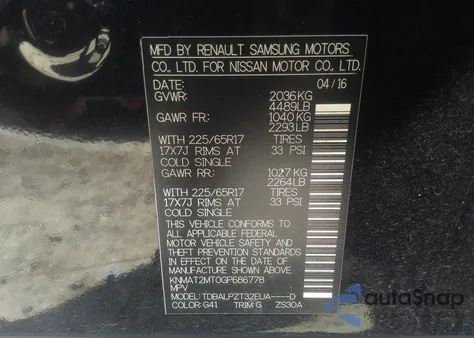 MFD BY RENAULT SAMSUNG MOTORS
CO., LTD. FOR NISSAN MOTOR CO., LTD.
DATE: 04/16
GVWR: 2036KG
4489LB
GAWR FR: 1040 KG
2293LB
WITH 225/65R17 TIRES
17X7J RIMS AT 33 PSI
COLD SINGLE
GAWR RR: 1027 KG
2264LB
WITH 225/65R17 TIRES
17X7J RIMS AT 33 PSI
COLD SINGLE
THIS VEHICLE CONFORMS TO
ALL APPLICABLE FEDERAL
MOTOR VEHICLE SAFETY AND
THEFT PREVENTION STANDARDS
IN EFFECT ON THE DATE OF
MANUFACTURE SHOWN ABOVE.
KNMAT2MT0GP686778
MPV
MODEL: TDBALPZT32EUA----D
COLOR: G41 TRIM G ZS30A
AutoSnap